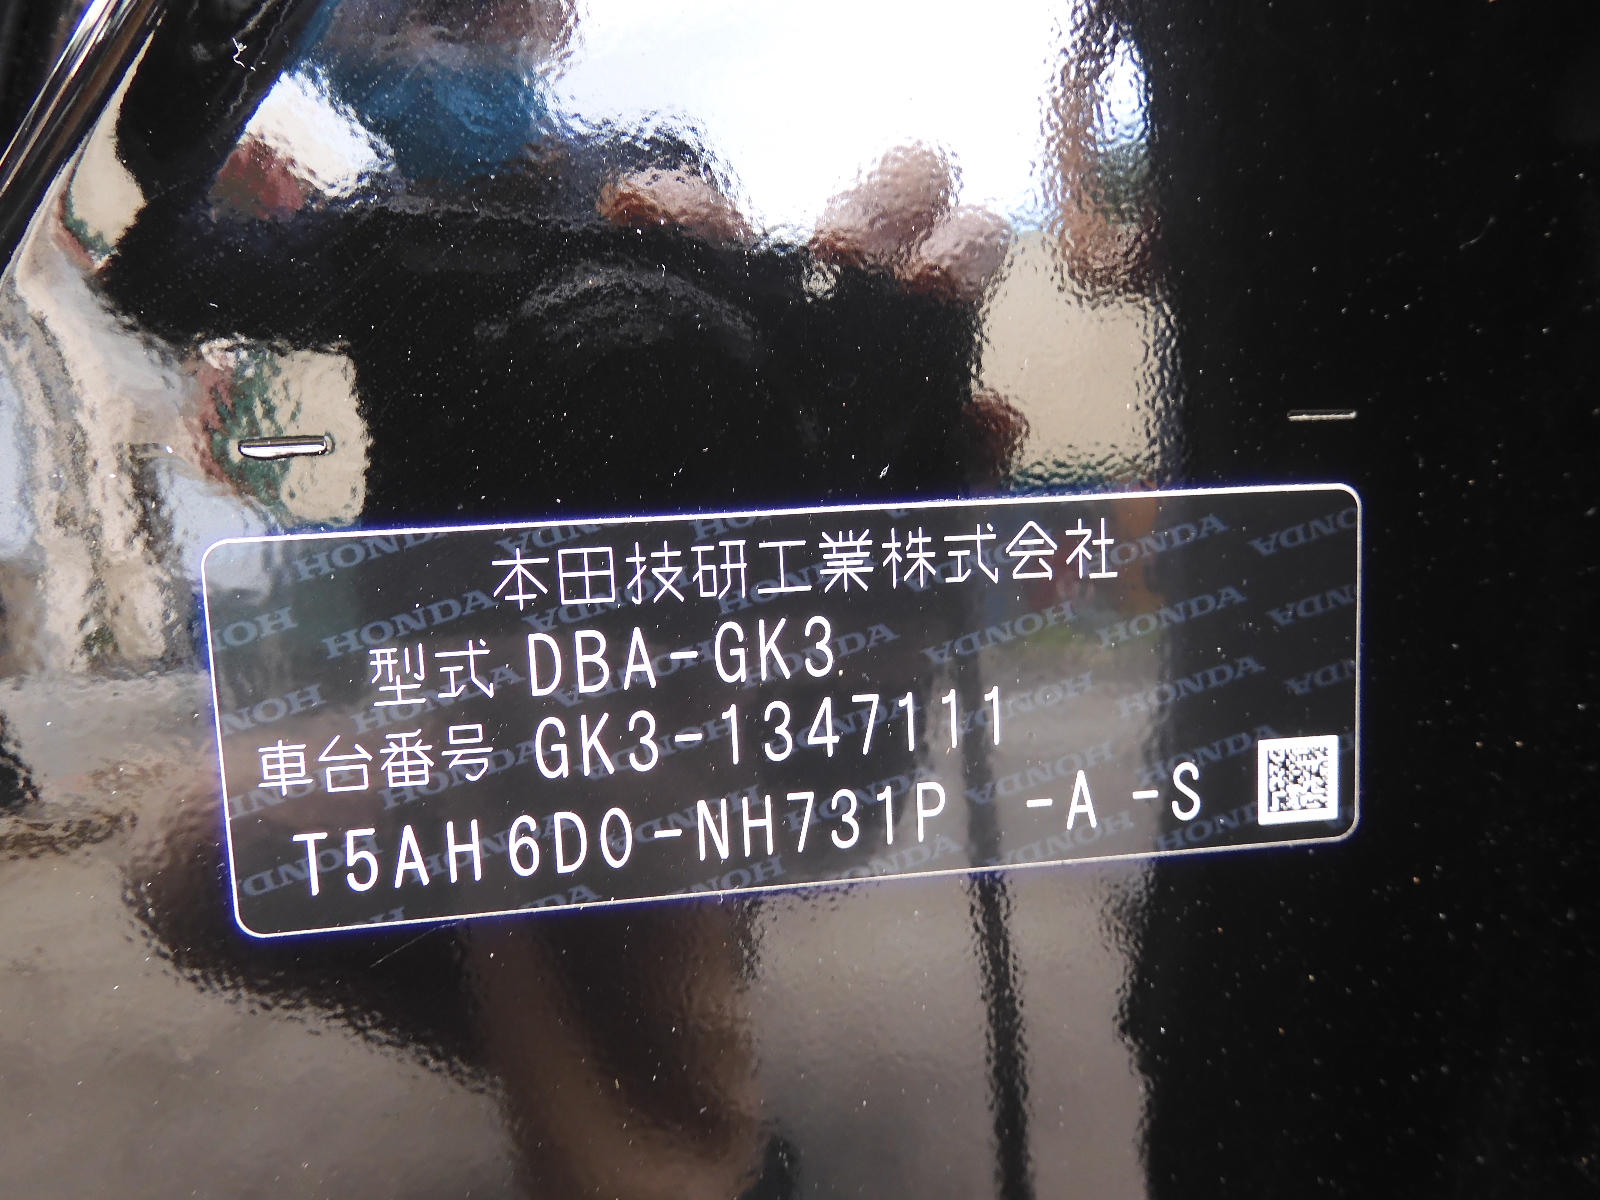 本田技研工業株式会社
型式 DBA-GK3
車台番号 GK3-1347111
T5AH6D0-NH731P -A -S